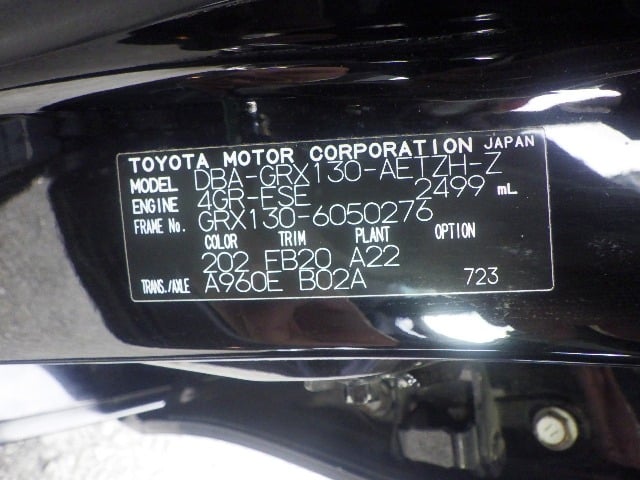 TOYOTA MOTOR CORPORATION JAPAN
MODEL DBA-GRX130-AETZH-Z
ENGINE 4GR-FSE 2499 mL
FRAME No. GRX130-6050276
COLOR TRIM PLANT OPTION
202 FB20 A22
TRANS./AXLE A960E B02A 723